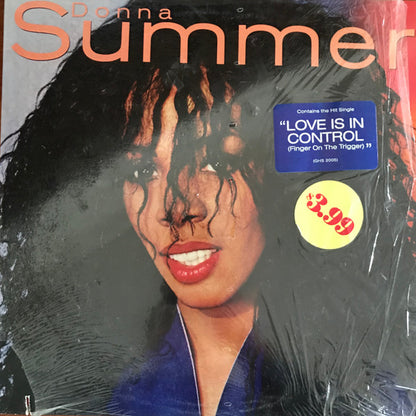 Donna
Summer
Contains the Hit Single
“LOVE IS IN
CONTROL
(Finger On The Trigger)”
(GHS 2005)
$3.99